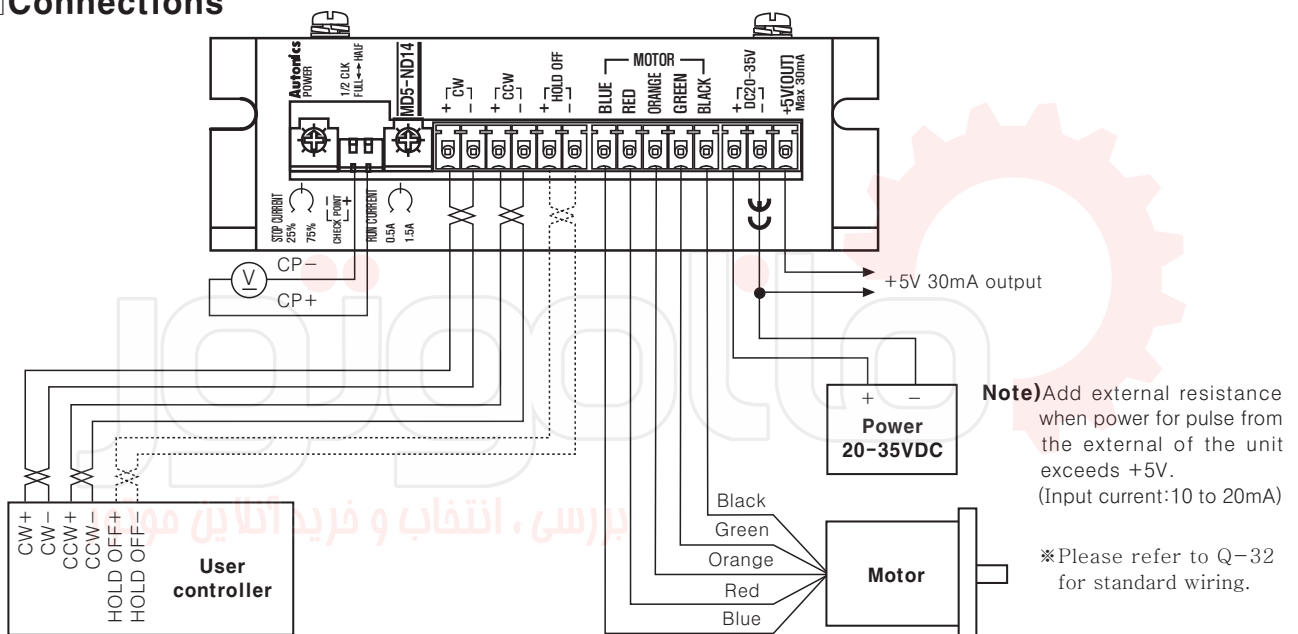 Connections
Autonics
POWER
1/2 CLK
FULL↔HALF
MD5-ND14
+ CW −
+ CCW −
+ HOLD OFF −
MOTOR
BLUE
RED
ORANGE
GREEN
BLACK
+ DC20-35V −
+5V(OUT)
Max 30mA
STOP CURRENT
25%
75%
− CHECK POINT +
RUN CURRENT
0.5A
1.5A
CE
V
CP−
CP+
+5V 30mA output
+ −
Power
20-35VDC
Note)Add external resistance
when power for pulse from
the external of the unit
exceeds +5V.
(Input current:10 to 20mA)
※Please refer to Q-32
for standard wiring.
Black
Green
Orange
Red
Blue
Motor
CW+
CW−
CCW+
CCW−
HOLD OFF+
HOLD OFF−
User
controller
ماتوموتور
بررسی ، انتخاب و خرید آنلاین موتور